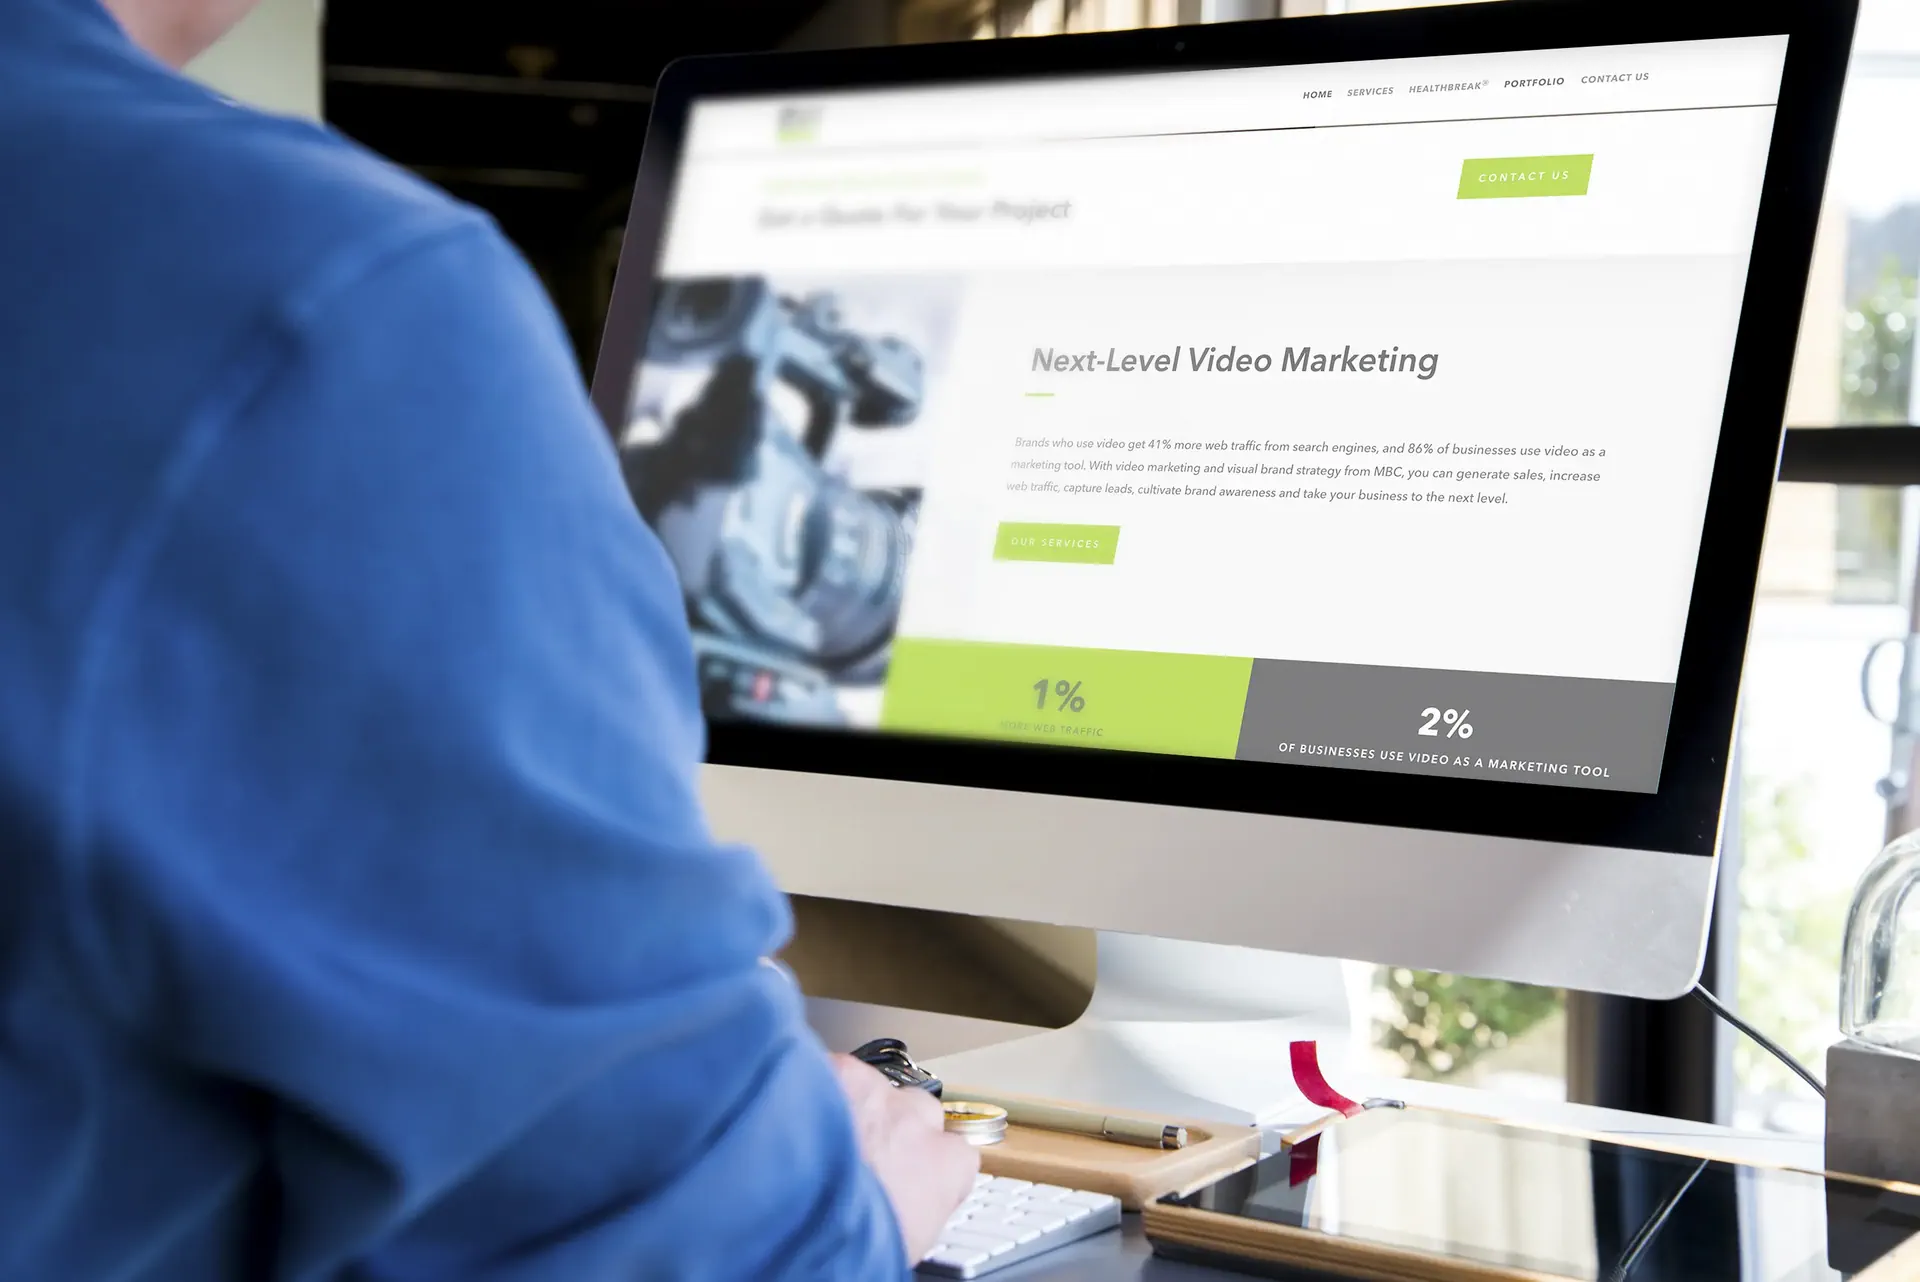 HOME SERVICES HEALTHBREAK® PORTFOLIO CONTACT US
Get a Quote For Your Project
CONTACT US
Next-Level Video Marketing
Brands who use video get 41% more web traffic from search engines, and 86% of businesses use video as a
marketing tool. With video marketing and visual brand strategy from MBC, you can generate sales, increase
web traffic, capture leads, cultivate brand awareness and take your business to the next level.
OUR SERVICES
1%
MORE WEB TRAFFIC
2%
OF BUSINESSES USE VIDEO AS A MARKETING TOOL